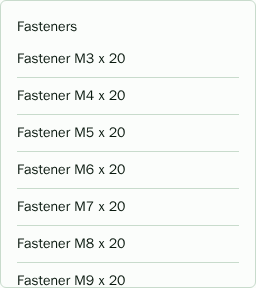 Fasteners
Fastener M3 x 20
Fastener M4 x 20
Fastener M5 x 20
Fastener M6 x 20
Fastener M7 x 20
Fastener M8 x 20
Fastener M9 x 20